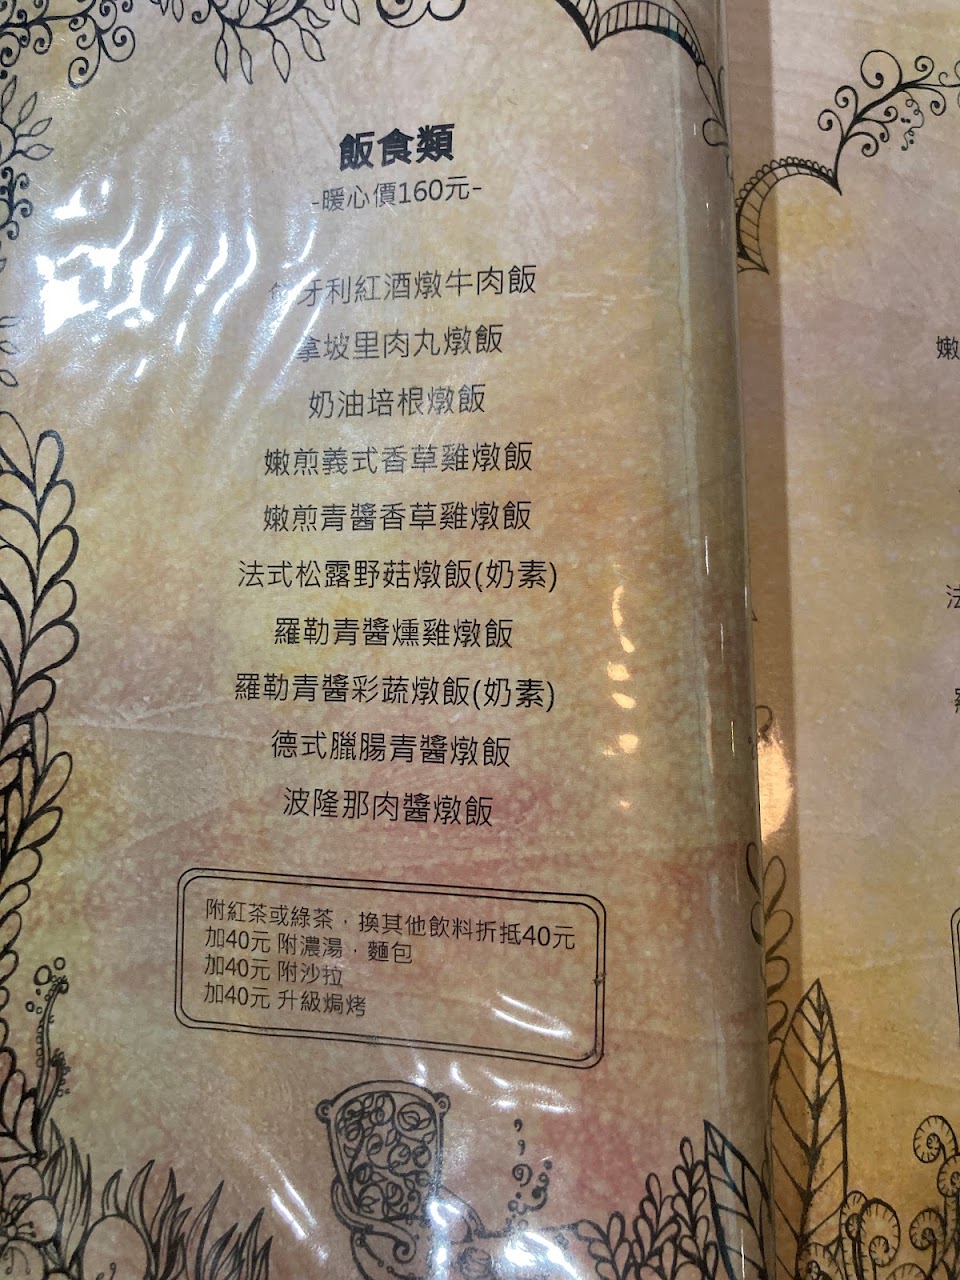 飯食類
-暖心價160元-
牙利紅酒燉牛肉飯
拿坡里肉丸燉飯
奶油培根燉飯
嫩煎義式香草雞燉飯
嫩煎青醬香草雞燉飯
法式松露野菇燉飯(奶素)
羅勒青醬燻雞燉飯
羅勒青醬彩蔬燉飯(奶素)
德式臘腸青醬燉飯
波隆那肉醬燉飯
附紅茶或綠茶，換其他飲料折抵40元
加40元 附濃湯．麵包
加40元 附沙拉
加40元 升級焗烤
嫩
法